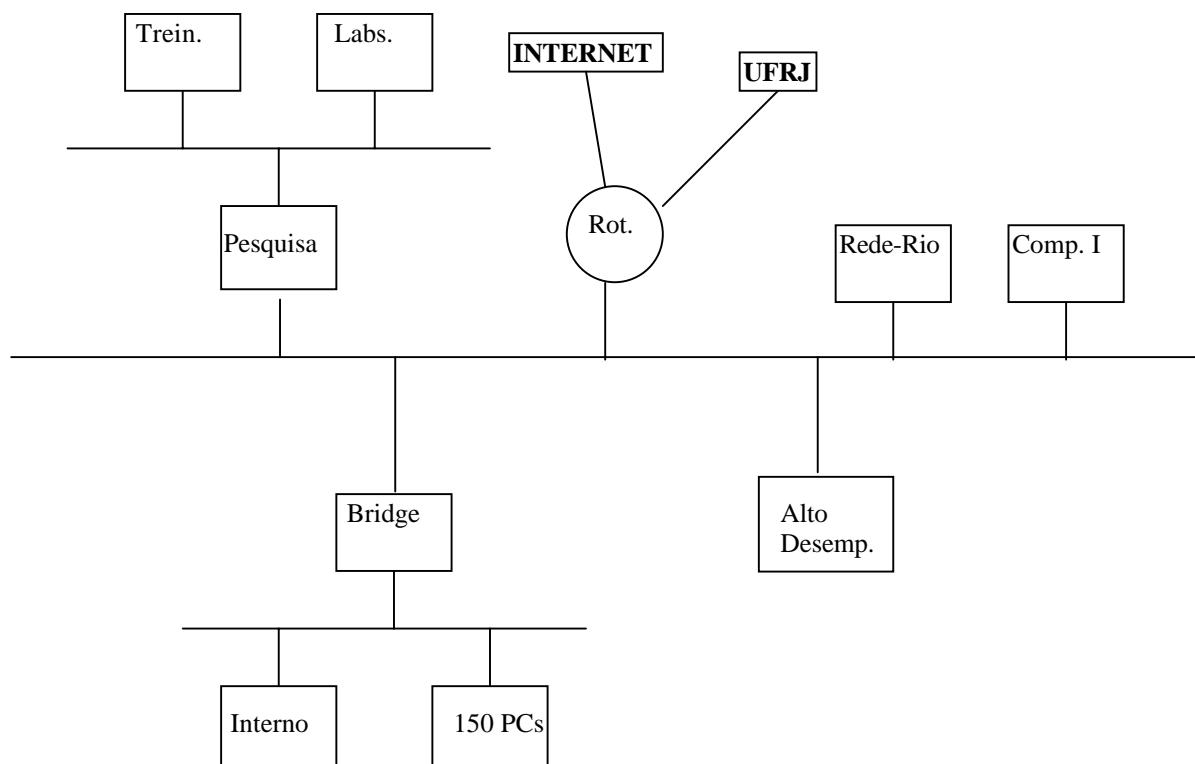 Trein.
Labs.
INTERNET
UFRJ
Pesquisa
Rot.
Rede-Rio
Comp. I
Bridge
Alto
Desemp.
Interno
150 PCs